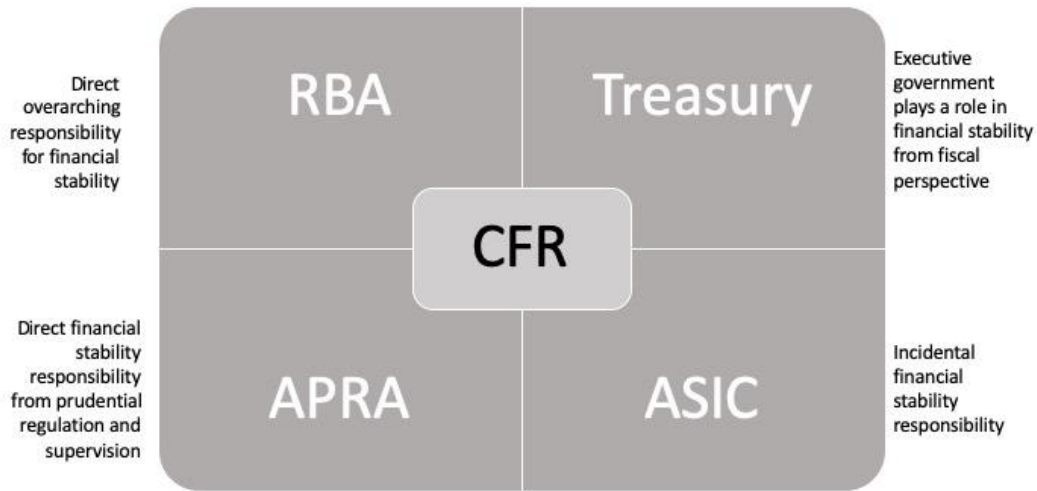 Direct
overarching
responsibility
for financial
stability
RBA
Treasury
Executive
government
plays a role in
financial stability
from fiscal
perspective
CFR
Direct financial
stability
responsibility
from prudential
regulation and
supervision
APRA
ASIC
Incidental
financial
stability
responsibility